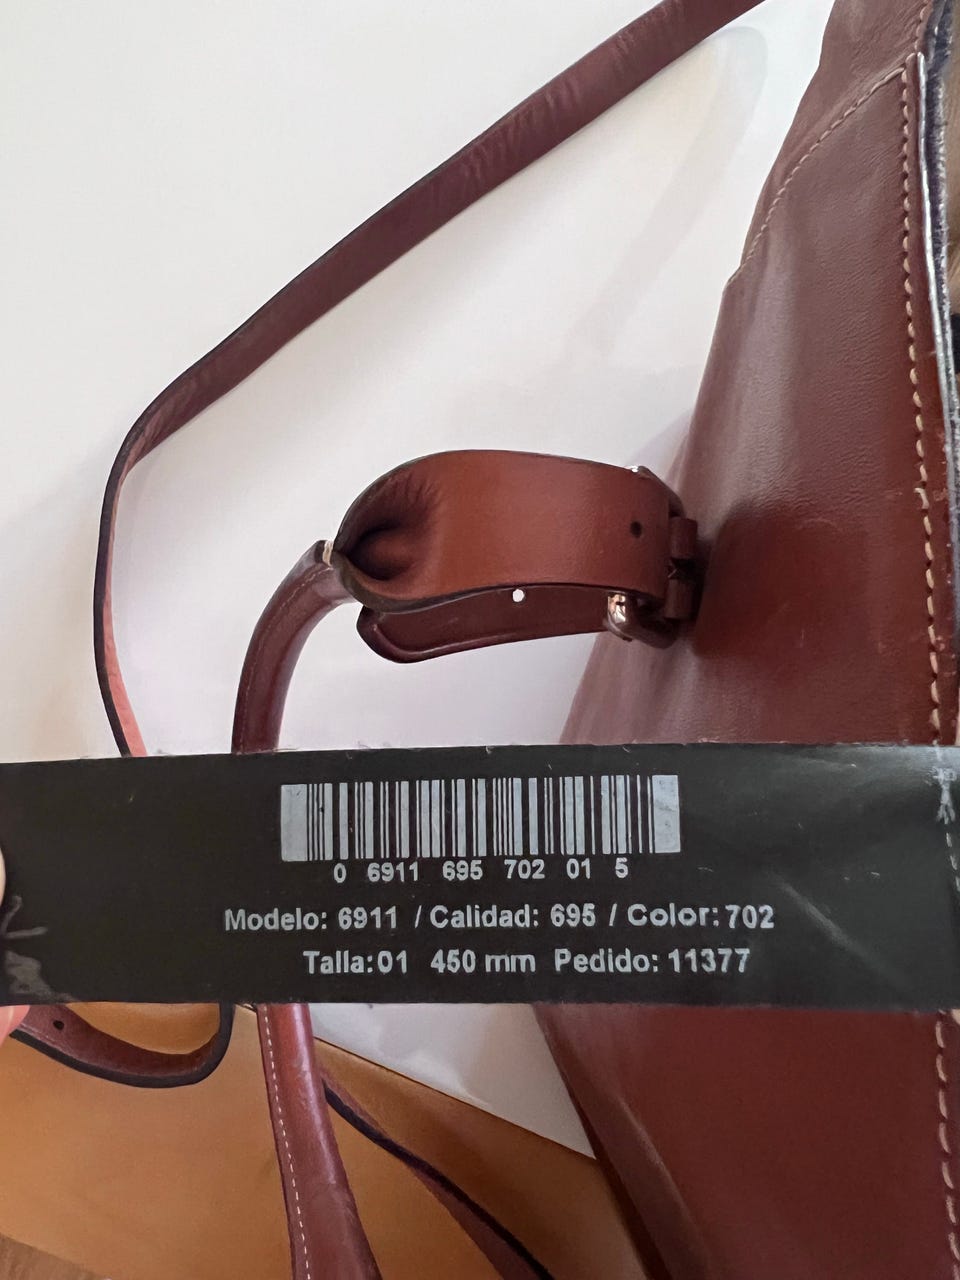 0 6911 695 702 01 5
Modelo: 6911 / Calidad: 695 / Color: 702
Talla: 01 450 mm Pedido: 11377